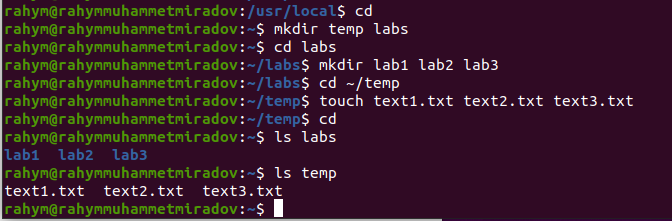 rahym@rahymmuhammetmiradov:/usr/local$ cd
rahym@rahymmuhammetmiradov:~$ mkdir temp labs
rahym@rahymmuhammetmiradov:~$ cd labs
rahym@rahymmuhammetmiradov:~/labs$ mkdir lab1 lab2 lab3
rahym@rahymmuhammetmiradov:~/labs$ cd ~/temp
rahym@rahymmuhammetmiradov:~/temp$ touch text1.txt text2.txt text3.txt
rahym@rahymmuhammetmiradov:~/temp$ cd
rahym@rahymmuhammetmiradov:~$ ls labs
lab1  lab2  lab3
rahym@rahymmuhammetmiradov:~$ ls temp
text1.txt  text2.txt  text3.txt
rahym@rahymmuhammetmiradov:~$